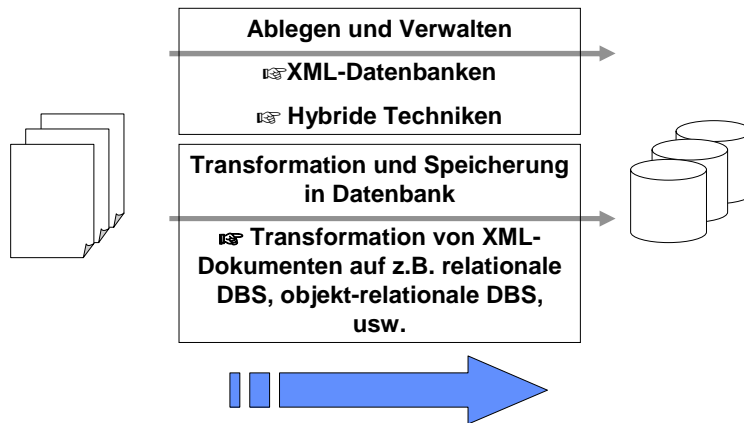 Ablegen und Verwalten
☞XML-Datenbanken
☞ Hybride Techniken
Transformation und Speicherung
in Datenbank
☞ Transformation von XML-
Dokumenten auf z.B. relationale
DBS, objekt-relationale DBS,
usw.